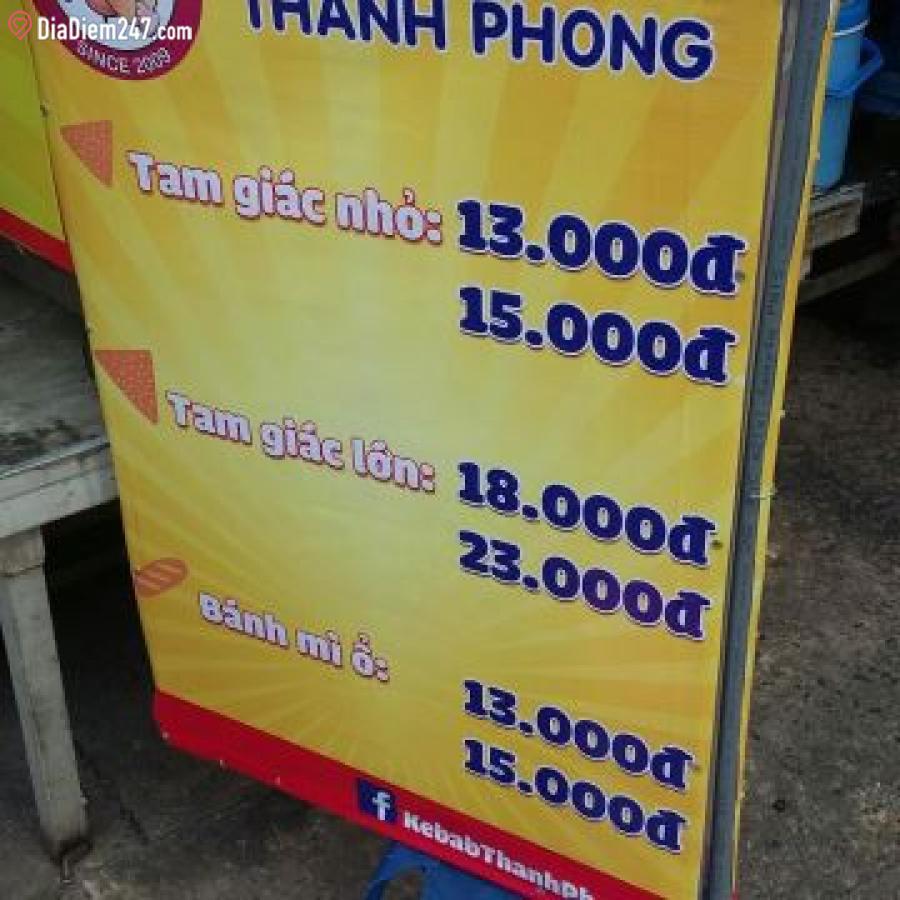 DiaDiem247.com
SINCE 2009
THANH PHONG
Tam giác nhỏ: 13.000đ
15.000đ
Tam giác lớn: 18.000đ
23.000đ
Bánh mì ổ:
13.000đ
15.000đ
f KebabThanhPh